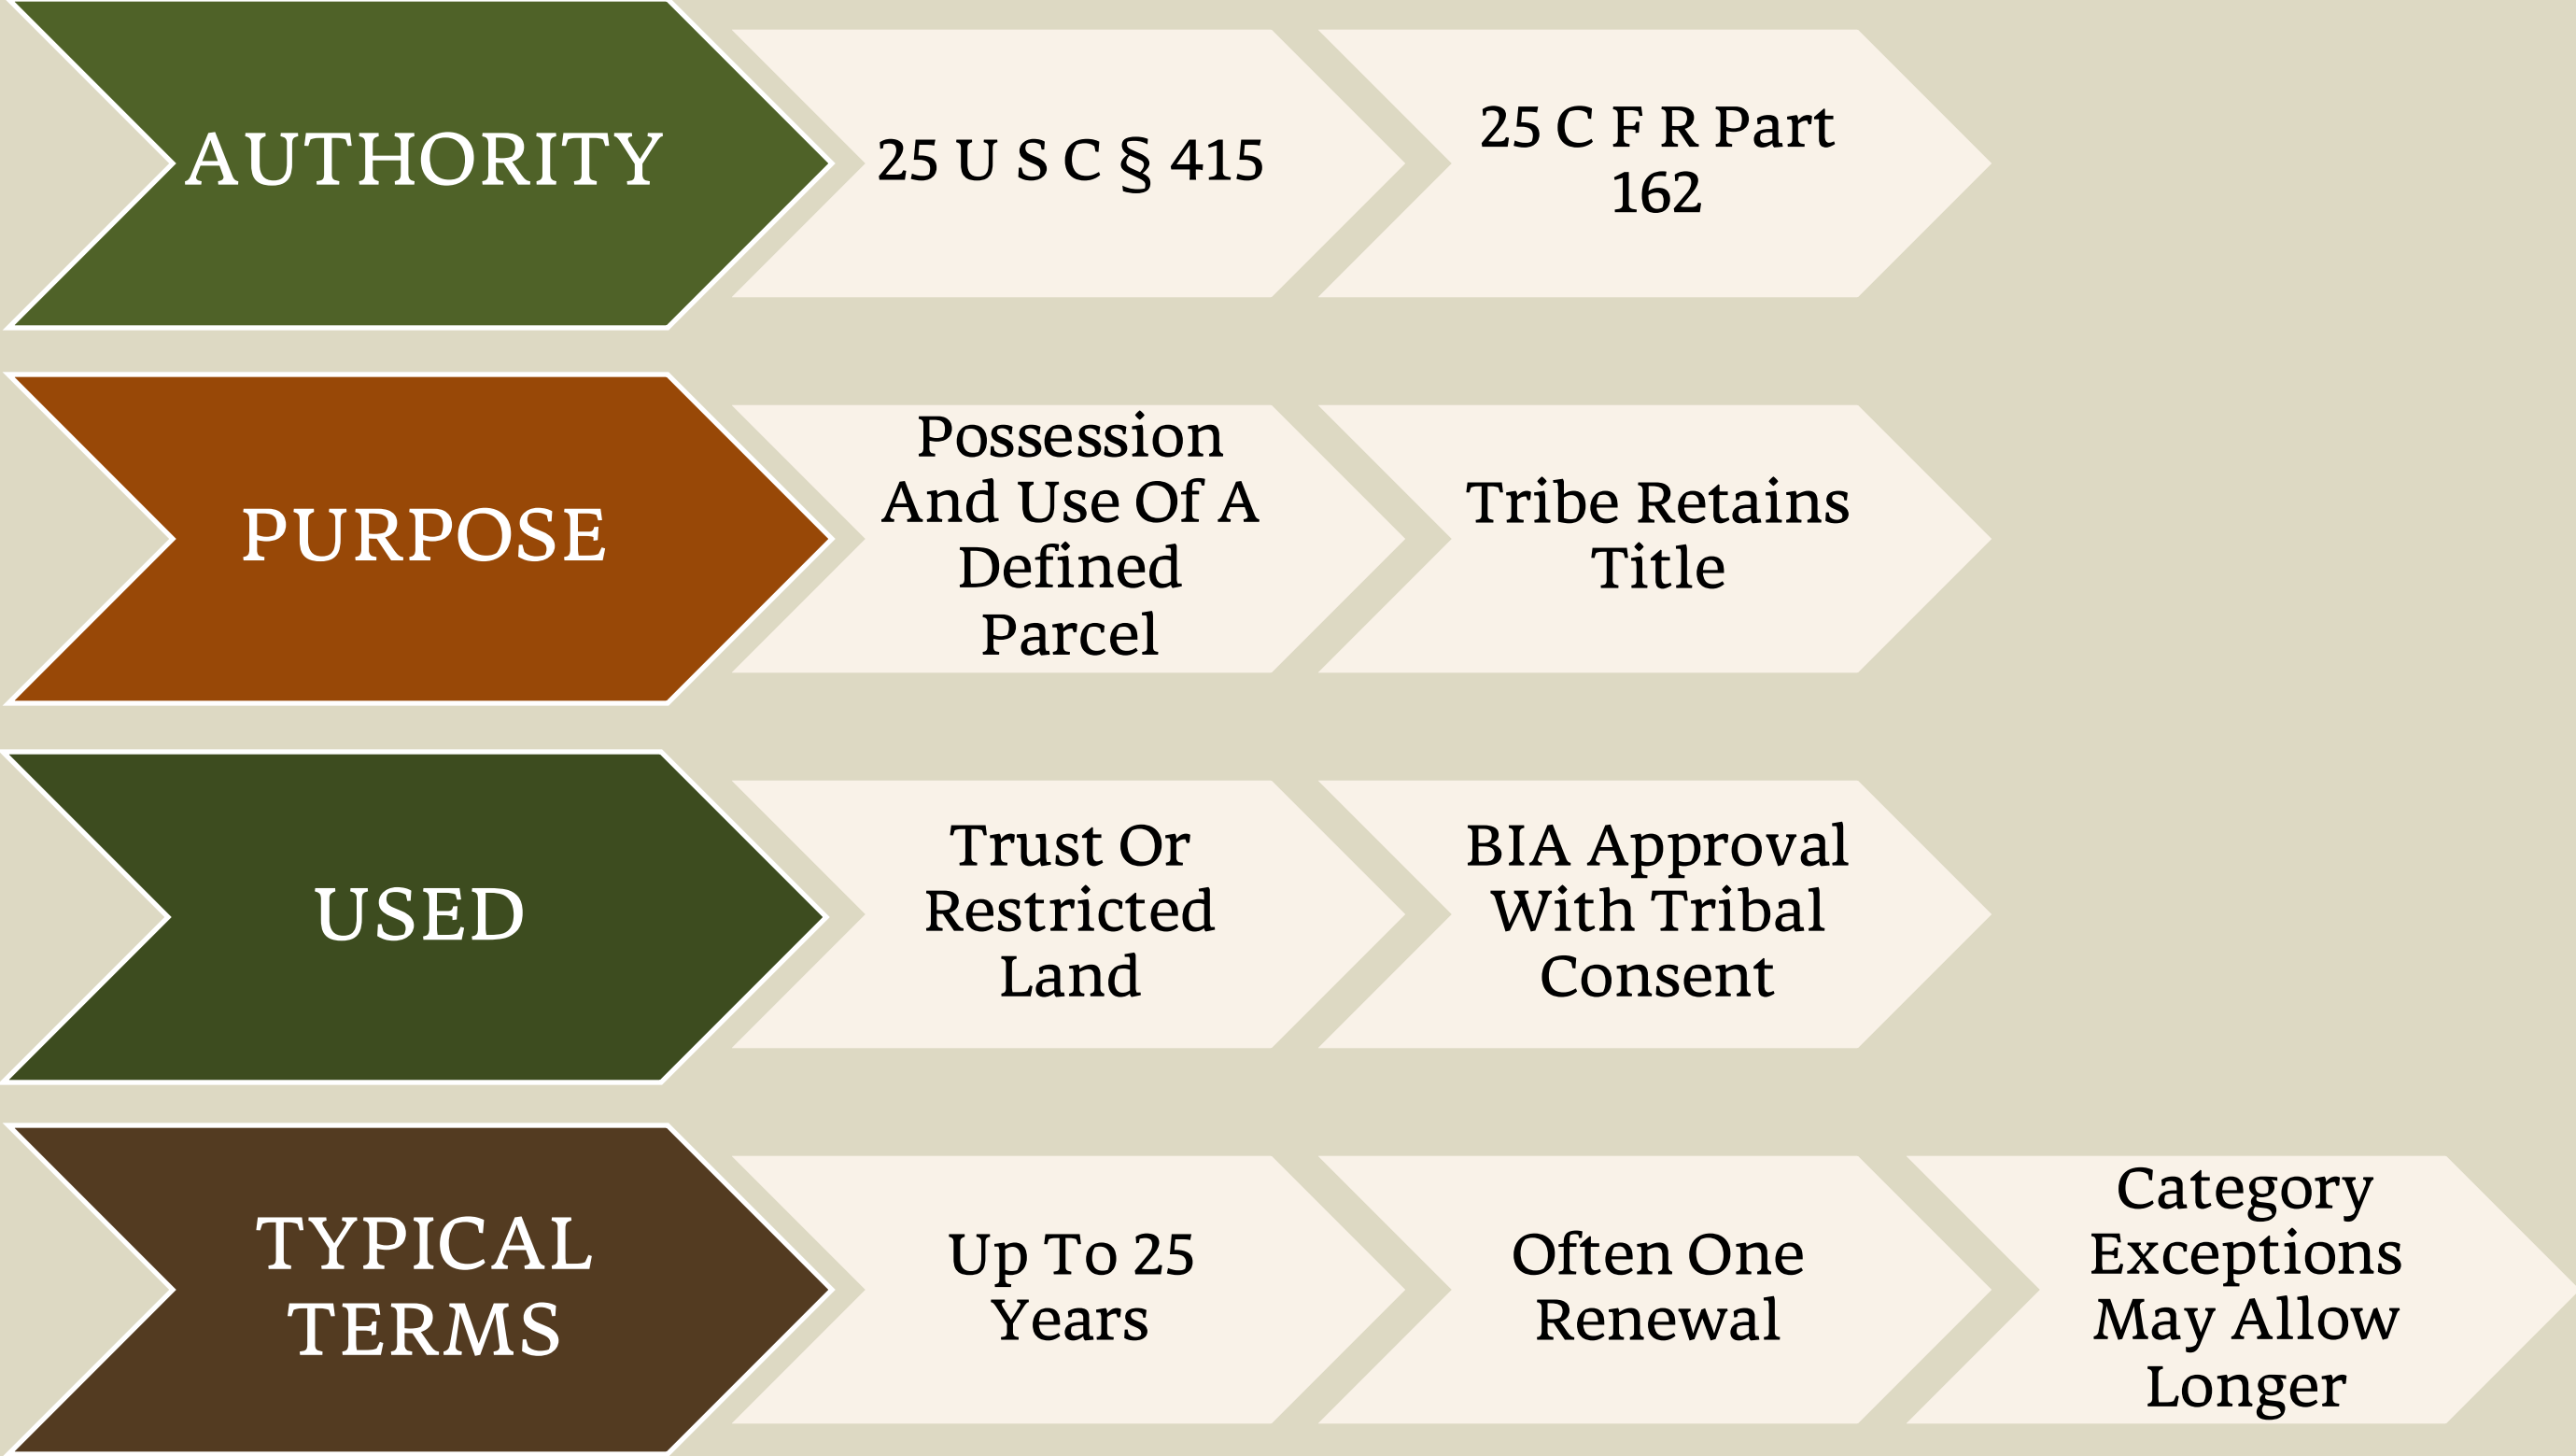 AUTHORITY
25 U S C § 415
25 C F R Part
162
PURPOSE
Possession
And Use Of A
Defined
Parcel
Tribe Retains
Title
USED
Trust Or
Restricted
Land
BIA Approval
With Tribal
Consent
TYPICAL
TERMS
Up To 25
Years
Often One
Renewal
Category
Exceptions
May Allow
Longer